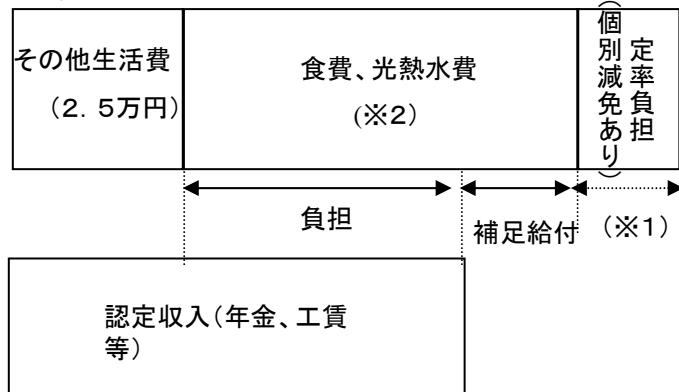 その他生活費
（2．5万円）
食費、光熱水費
(※2)
定率負担
（個別減免あり）
負担
補足給付
（※1）
認定収入（年金、工賃
等）